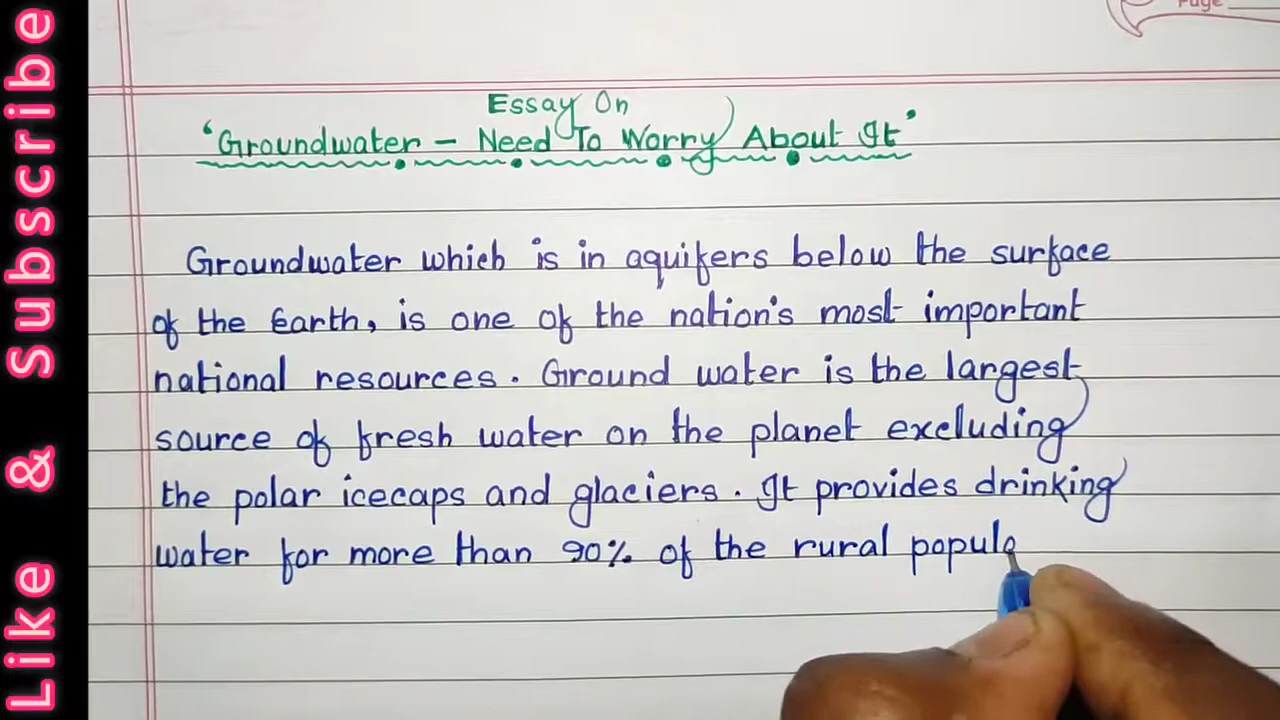 Page
Essay On
'Groundwater - Need To Worry About It'
Groundwater which is in aquifers below the surface
of the Earth, is one of the nation's most important
national resources. Ground water is the largest
source of fresh water on the planet excluding
the polar icecaps and glaciers. It provides drinking
water for more than 90% of the rural popula
Like & Subscribe